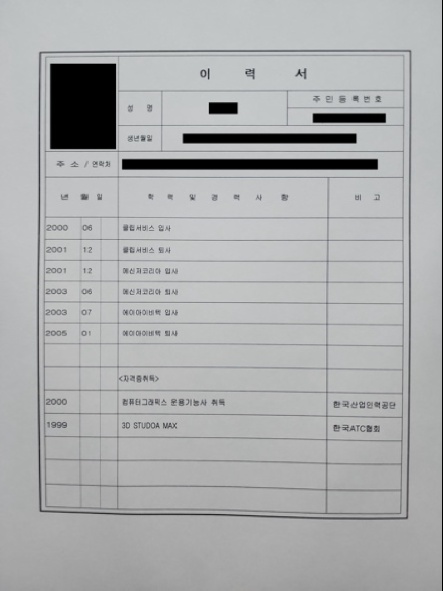 이 력 서
성 명
주 민 등 록 번 호
생년월일
주 소 / 연락처
년 월 일 학 력 및 경 력 사 항 비 고
2000 06 클립서비스 입사
2001 12 클립서비스 퇴사
2001 12 메신저코리아 입사
2003 06 메신저코리아 퇴사
2003 07 에이아이비텍 입사
2005 01 에이아이비텍 퇴사
<자격증취득>
2000 컴퓨터그래픽스 운용기능사 취득 한국산업인력공단
1999 3D STUDOA MAX 한국ATC협회